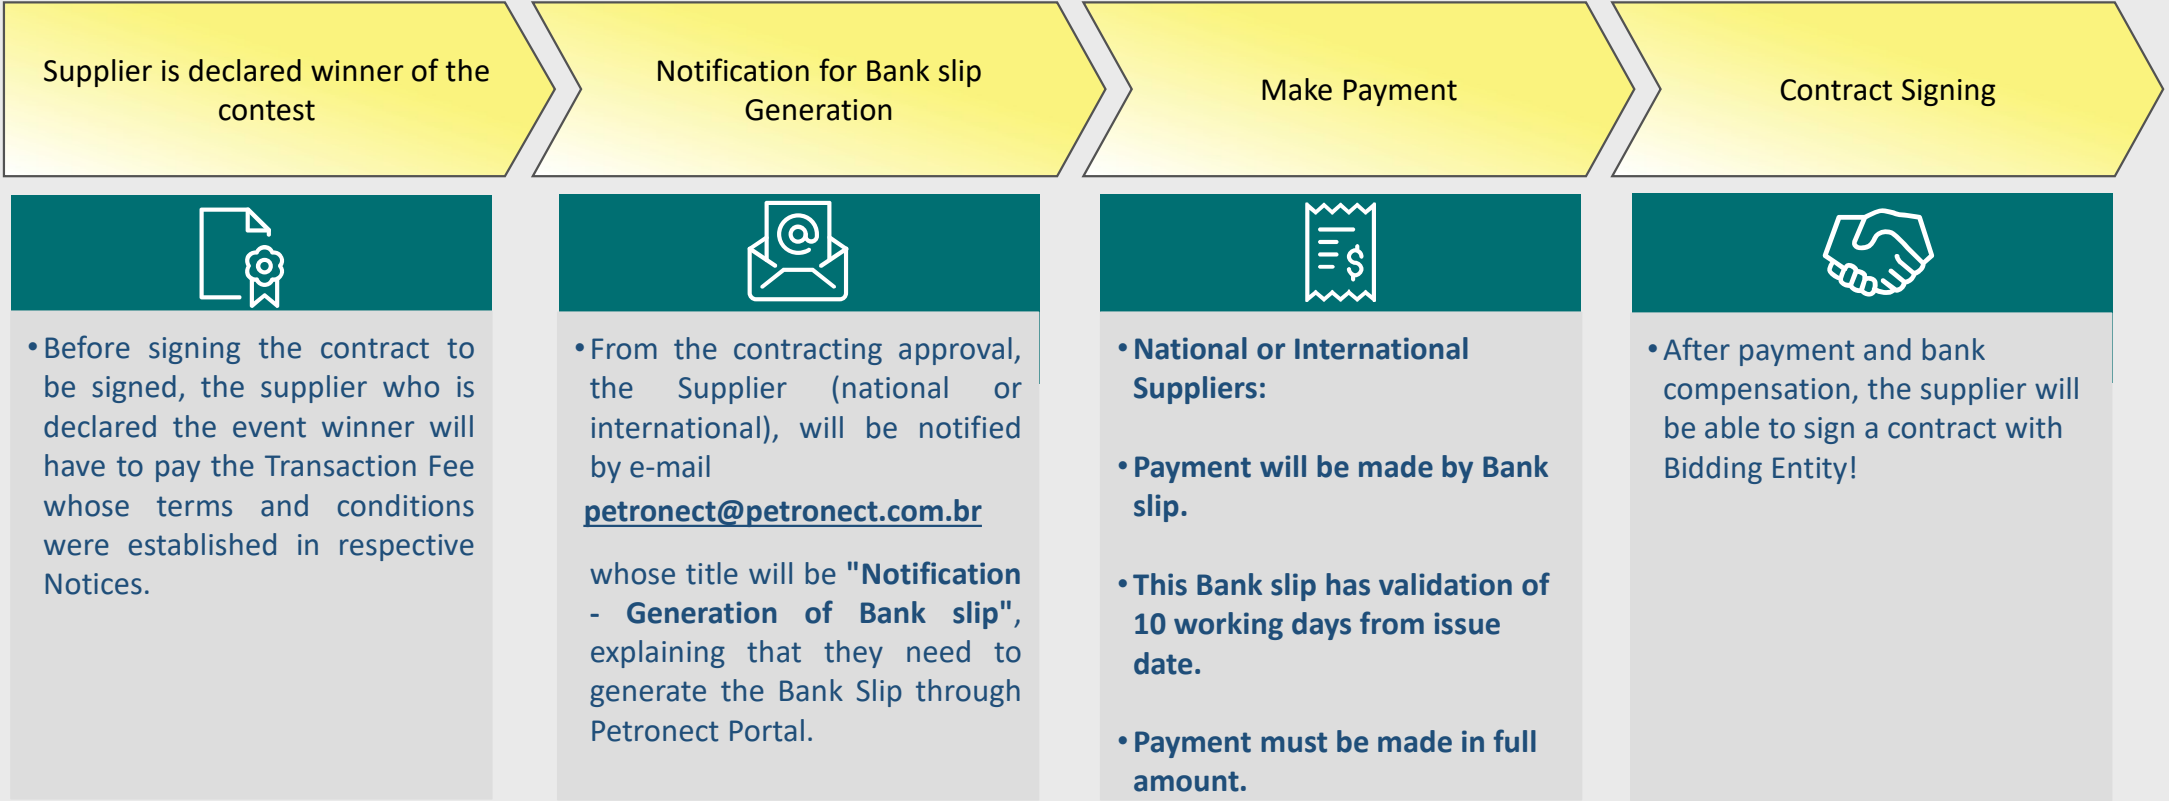 Supplier is declared winner of the
contest
Notification for Bank slip
Generation
Make Payment
Contract Signing
•Before signing the contract to
be signed, the supplier who is
declared the event winner will
have to pay the Transaction Fee
whose terms and conditions
were established in respective
Notices.
•From the contracting approval,
the Supplier (national or
international), will be notified
by e-mail
petronect@petronect.com.br
whose title will be "Notification
- Generation of Bank slip",
explaining that they need to
generate the Bank Slip through
Petronect Portal.
•National or International
Suppliers:
•Payment will be made by Bank
slip.
•This Bank slip has validation of
10 working days from issue
date.
•Payment must be made in full
amount.
•After payment and bank
compensation, the supplier will
be able to sign a contract with
Bidding Entity!